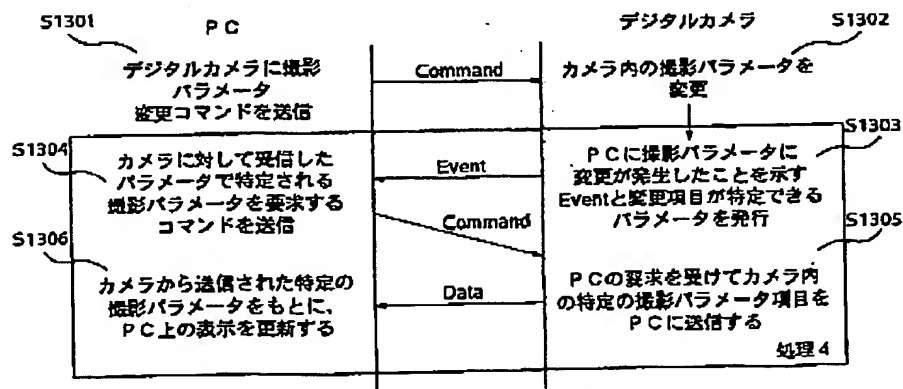 S1301
PC
デジタルカメラ
S1302
デジタルカメラに撮影
パラメータ
変更コマンドを送信
Command
カメラ内の撮影パラメータを
変更
S1303
S1304
カメラに対して受信した
パラメータで特定される
撮影パラメータを要求する
コマンドを送信
Event
PCに撮影パラメータに
変更が発生したことを示す
Eventと変更項目が特定できる
パラメータを発行
Command
S1305
S1306
カメラから送信された特定の
撮影パラメータをもとに、
PC上の表示を更新する
Data
PCの要求を受けてカメラ内
の特定の撮影パラメータ項目を
PCに送信する
処理4